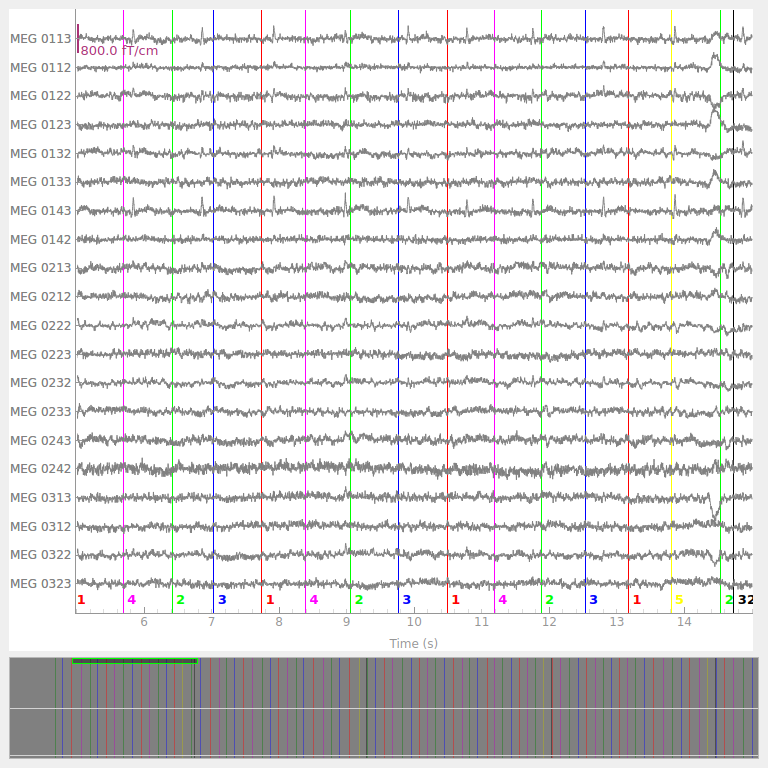 MEG 0113
800.0 fT/cm
MEG 0112
MEG 0122
MEG 0123
MEG 0132
MEG 0133
MEG 0143
MEG 0142
MEG 0213
MEG 0212
MEG 0222
MEG 0223
MEG 0232
MEG 0233
MEG 0243
MEG 0242
MEG 0313
MEG 0312
MEG 0322
MEG 0323
1 4 2 3 1 4 2 3 1 4 2 3 1 5 2 32
6 7 8 9 10 11 12 13 14
Time (s)